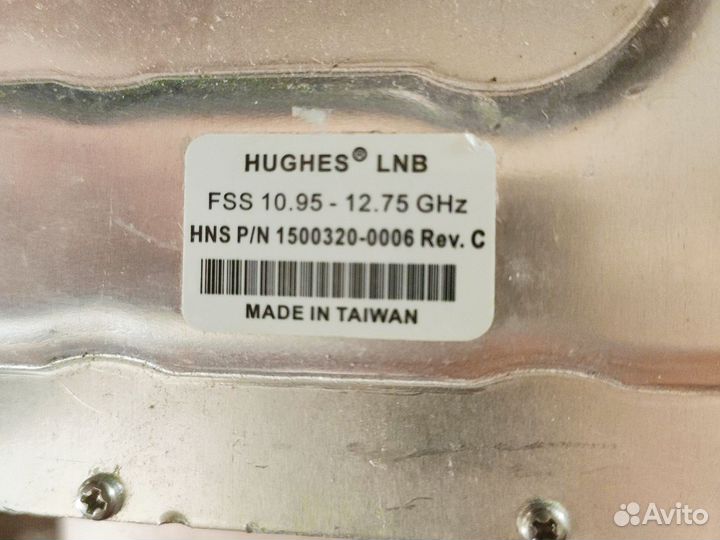 HUGHES® LNB
FSS 10.95 - 12.75 GHz
HNS P/N 1500320-0006 Rev. C
MADE IN TAIWAN
Avito